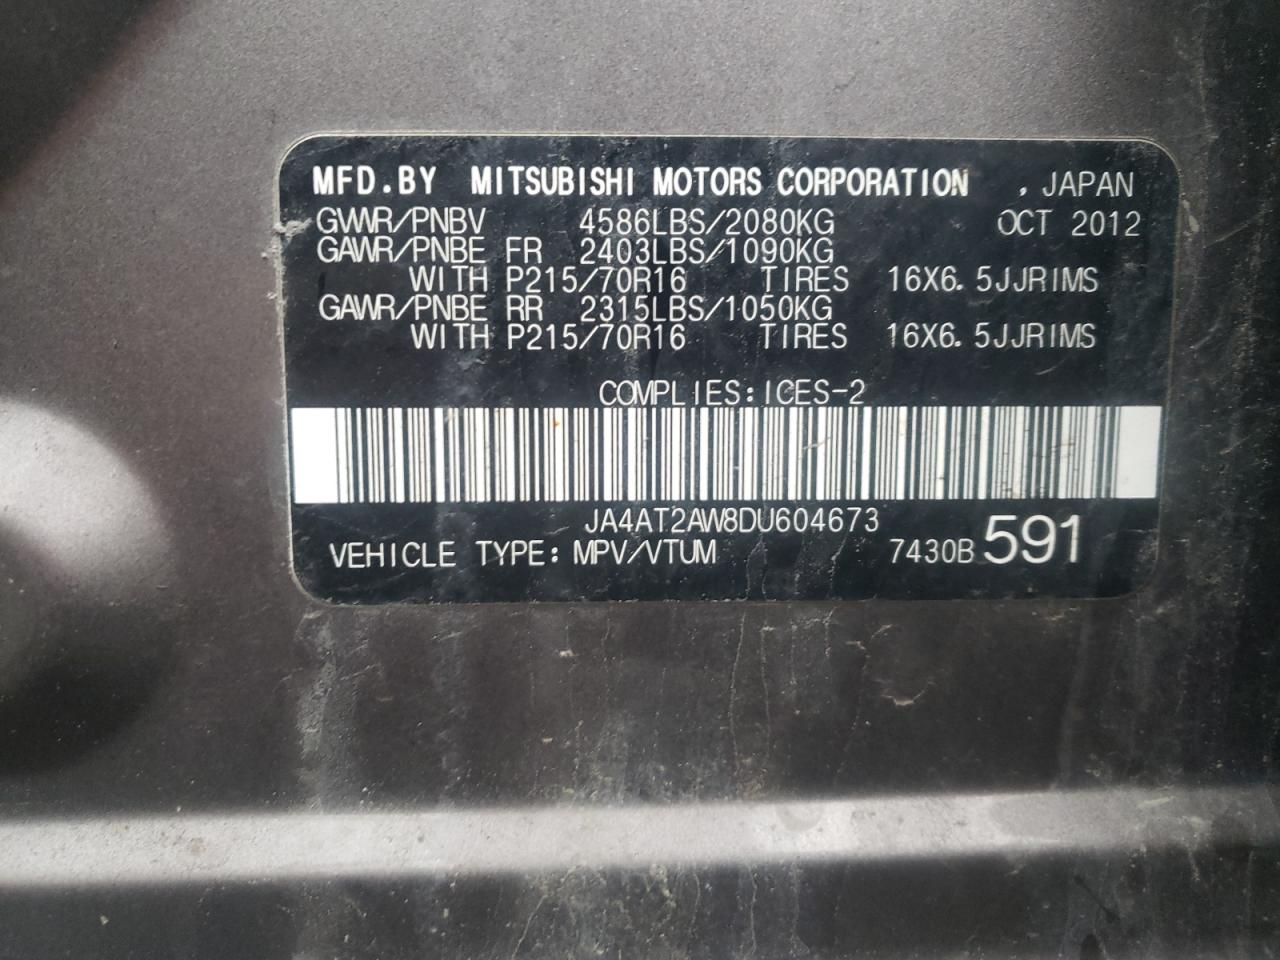 MFD.BY MITSUBISHI MOTORS CORPORATION , JAPAN
GVWR/PNBV 4586LBS/2080KG OCT 2012
GAWR/PNBE FR 2403LBS/1090KG
WITH P215/70R16 TIRES 16X6.5JJRIMS
GAWR/PNBE RR 2315LBS/1050KG
WITH P215/70R16 TIRES 16X6.5JJRIMS
COMPLIES:ICES-2
JA4AT2AW8DU604673
VEHICLE TYPE: MPV/VTUM 7430B 591